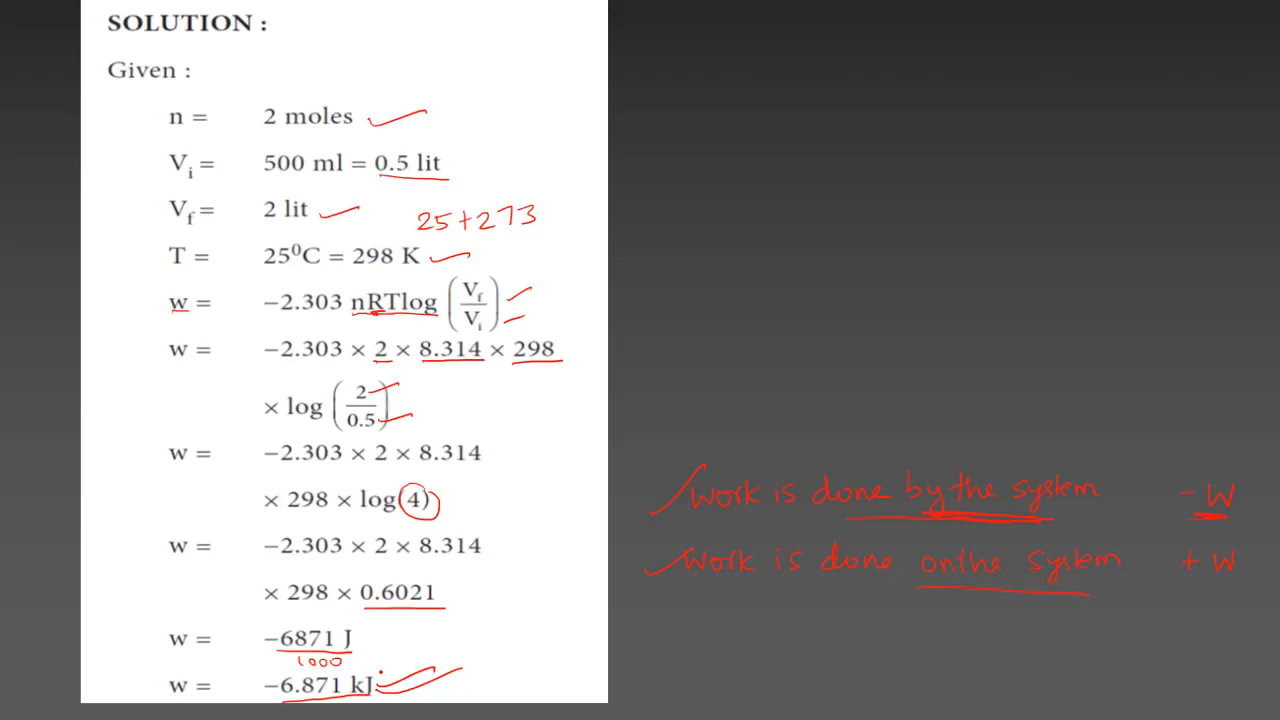 SOLUTION :
Given :
n = 2 moles
Vi = 500 ml = 0.5 lit
Vf = 2 lit
25+273
T = 25⁰C = 298 K
w = −2.303 nRTlog (Vf/Vi)
w = −2.303 × 2 × 8.314 × 298
× log (2/0.5)
w = −2.303 × 2 × 8.314
× 298 × log(4)
w = −2.303 × 2 × 8.314
× 298 × 0.6021
w = −6871 J
1000
w = −6.871 kJ
work is done by the system - W
work is done on the system + W